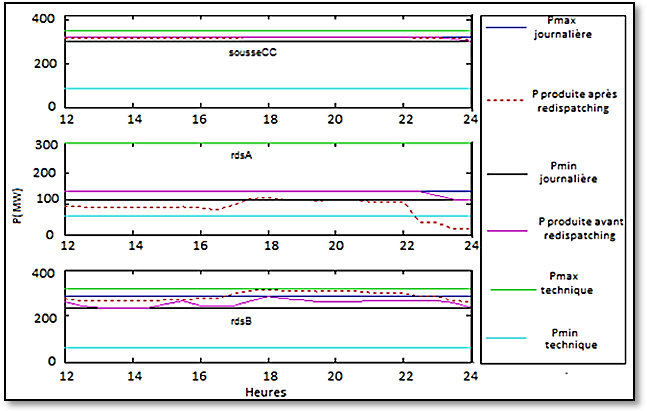 400
200
0
sousseCC
12 14 16 18 20 22 24
300
200
100
0
rdsA
12 14 16 18 20 22 24
P(MW)
400
200
0
rdsB
12 14 16 18 20 22 24
Heures
Pmax
journalière
P produite après
redispatching
Pmin
journalière
P produite avant
redispatching
Pmax
technique
Pmin
technique